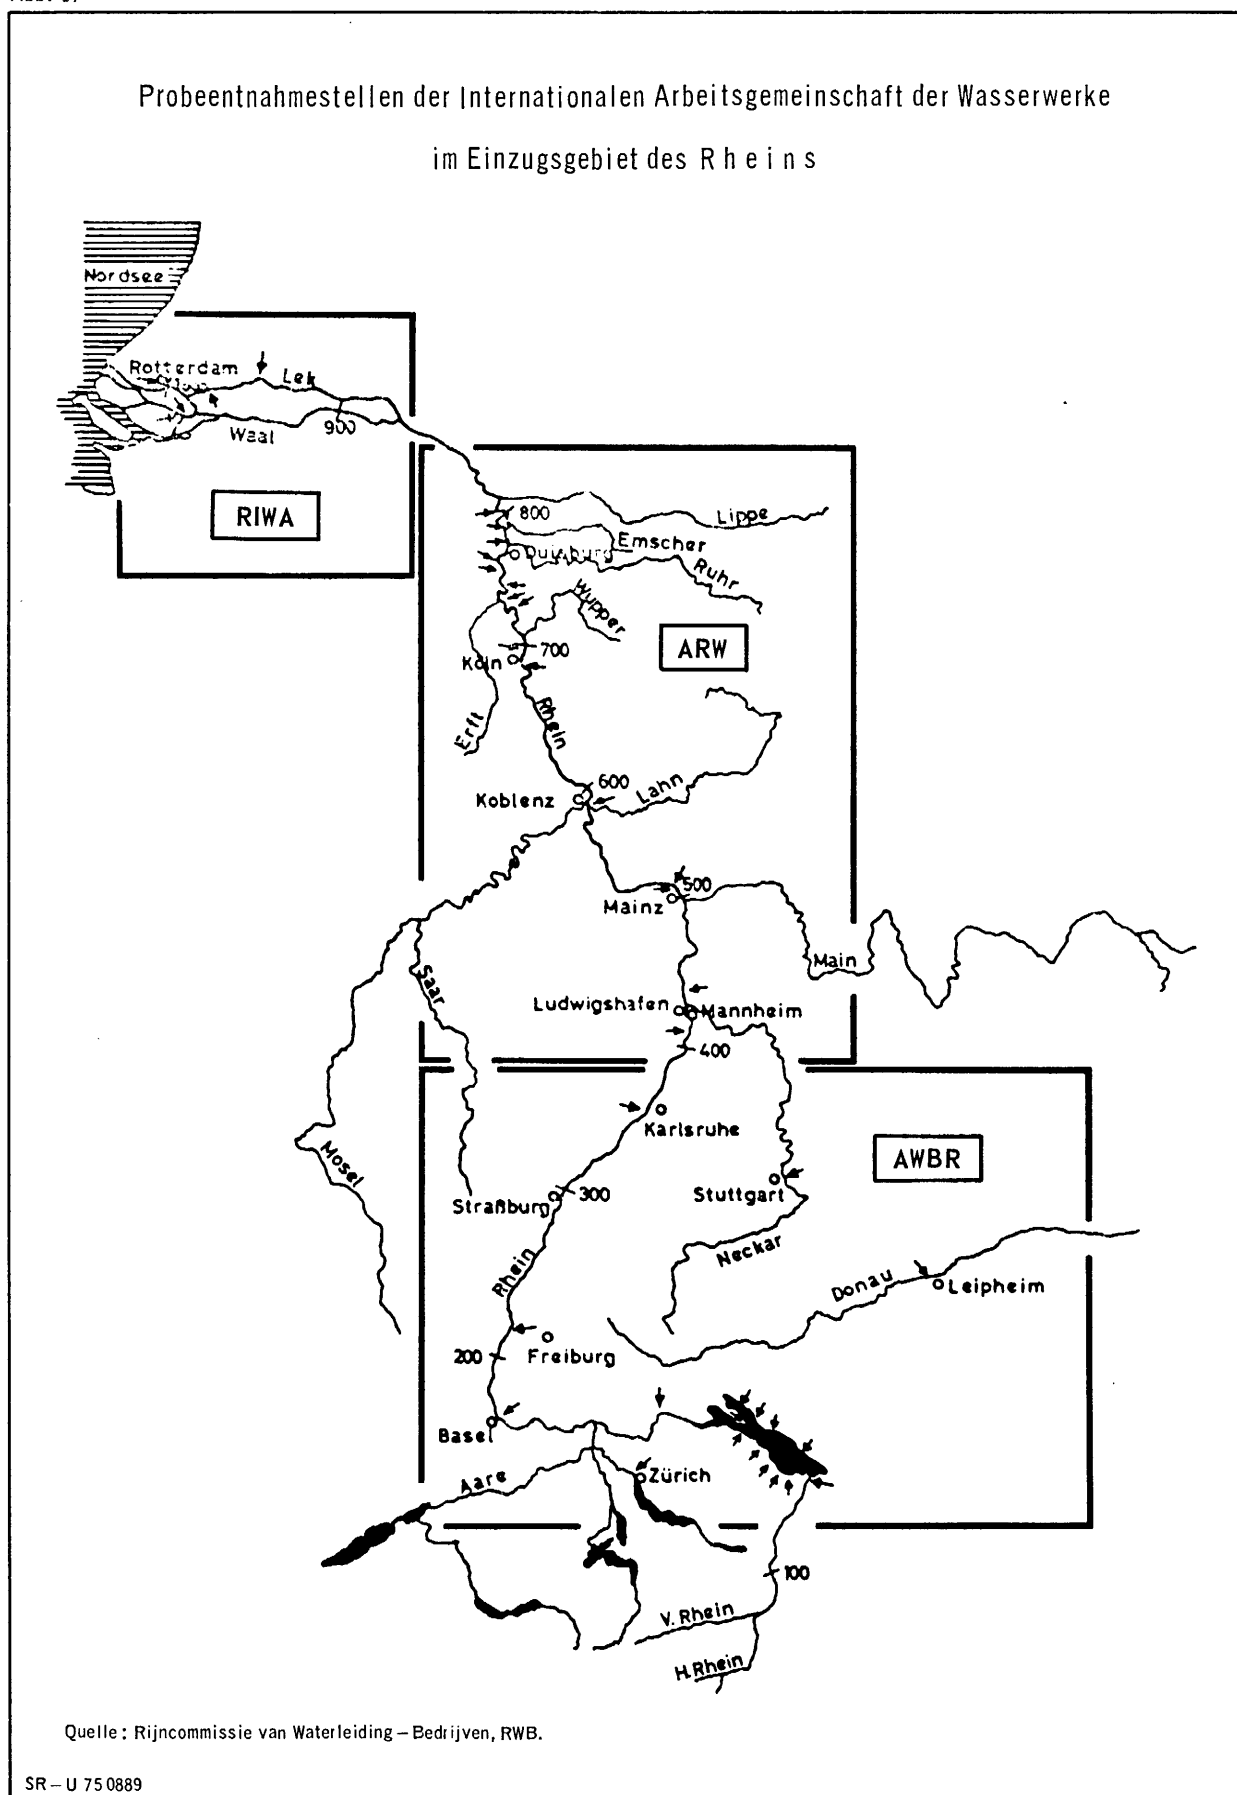 Probeentnahmestellen der Internationalen Arbeitsgemeinschaft der Wasserwerke
im Einzugsgebiet des Rheins
Nordsee
Rotterdam
Lek
Waal
900
RIWA
800
Lippe
Emscher
Duisburg
Ruhr
Wupper
ARW
700
Köln
Erft
Rhein
600
Lahn
Koblenz
500
Mainz
Main
Saar
Ludwigshafen
Mannheim
400
Karlsruhe
Mosel
AWBR
Stuttgart
300
Straßburg
Neckar
Rhein
Donau
Leipheim
200
Freiburg
Basel
Aare
Zürich
100
V. Rhein
H. Rhein
Quelle: Rijncommissie van Waterleiding – Bedrijven, RWB.
SR – U 75 0889